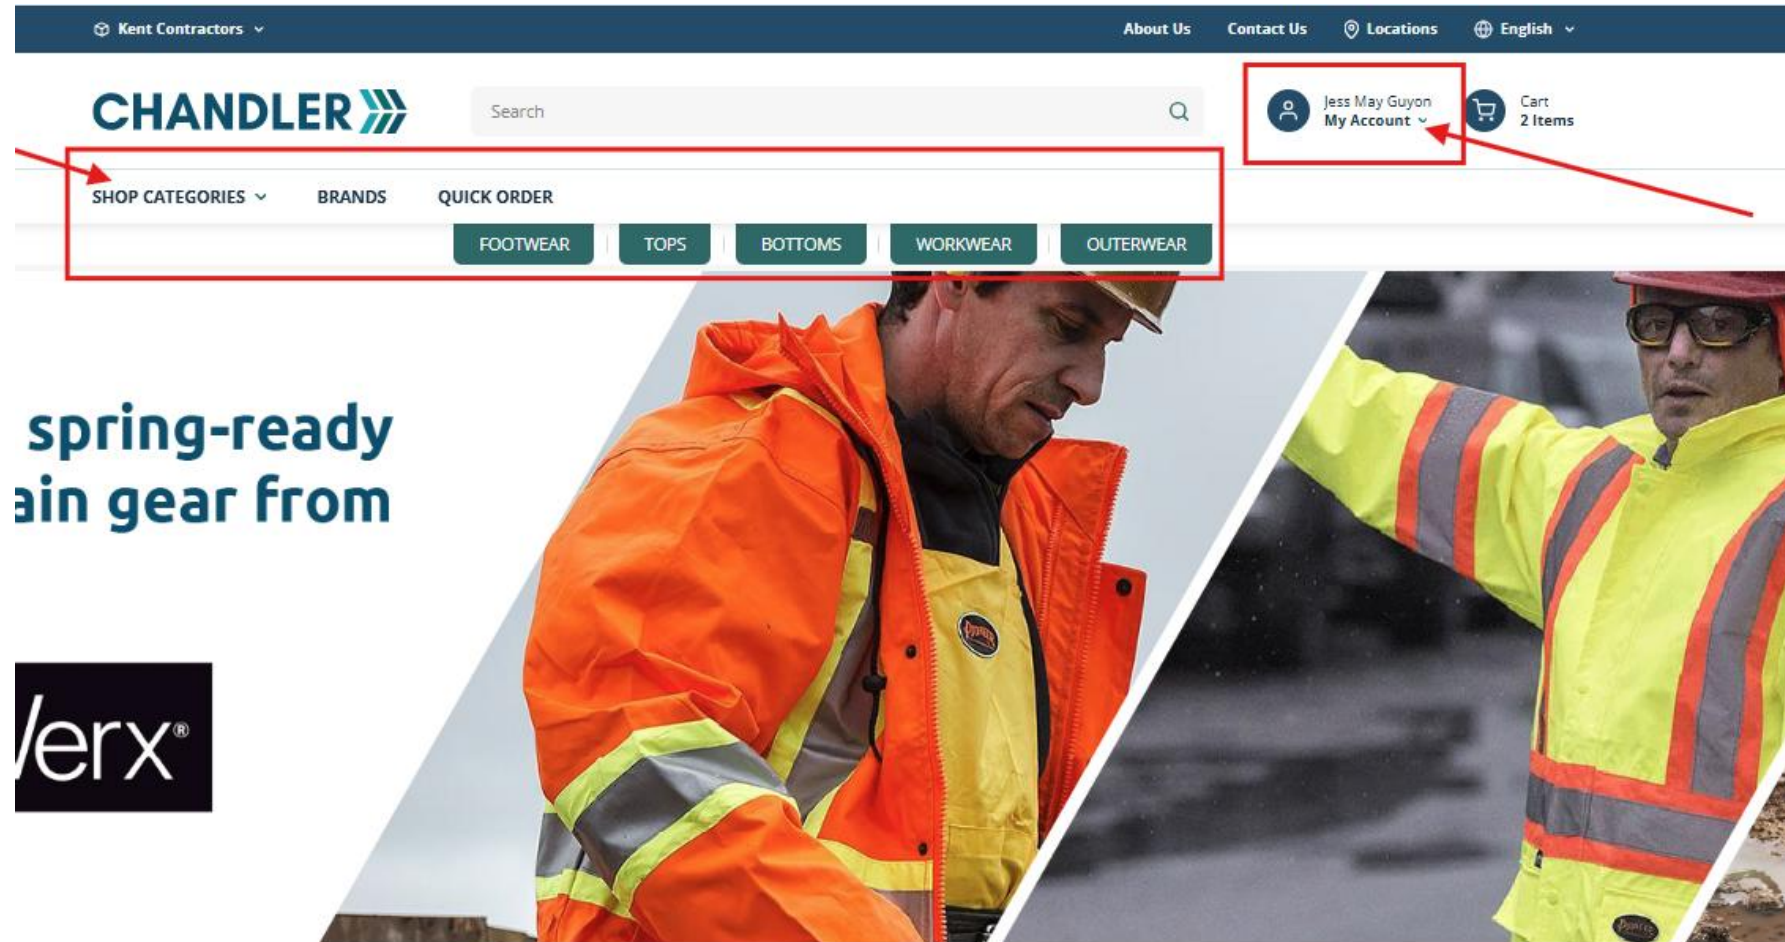 Kent Contractors
About Us
Contact Us
Locations
English
CHANDLER
Search
Jess May Guyon
My Account
Cart
2 Items
SHOP CATEGORIES
BRANDS
QUICK ORDER
FOOTWEAR
TOPS
BOTTOMS
WORKWEAR
OUTERWEAR
spring-ready
ain gear from
erx®
PIONEER